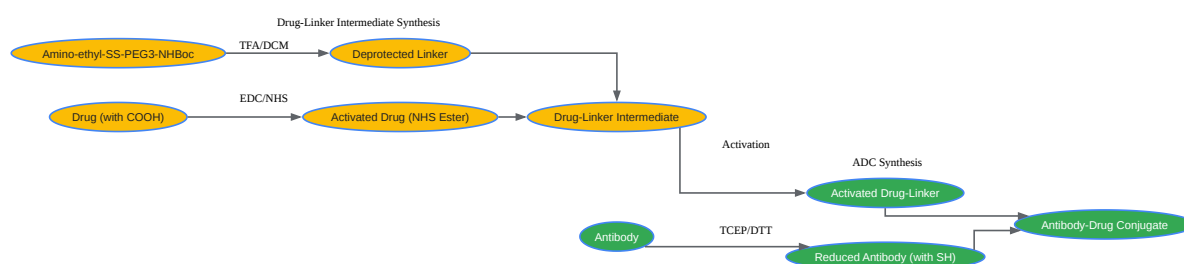 Drug-Linker Intermediate Synthesis
Amino-ethyl-SS-PEG3-NHBoc
TFA/DCM
Deprotected Linker
EDC/NHS
Drug (with COOH)
Activated Drug (NHS Ester)
Drug-Linker Intermediate
Activation
ADC Synthesis
Activated Drug-Linker
Antibody
TCEP/DTT
Antibody-Drug Conjugate
Reduced Antibody (with SH)